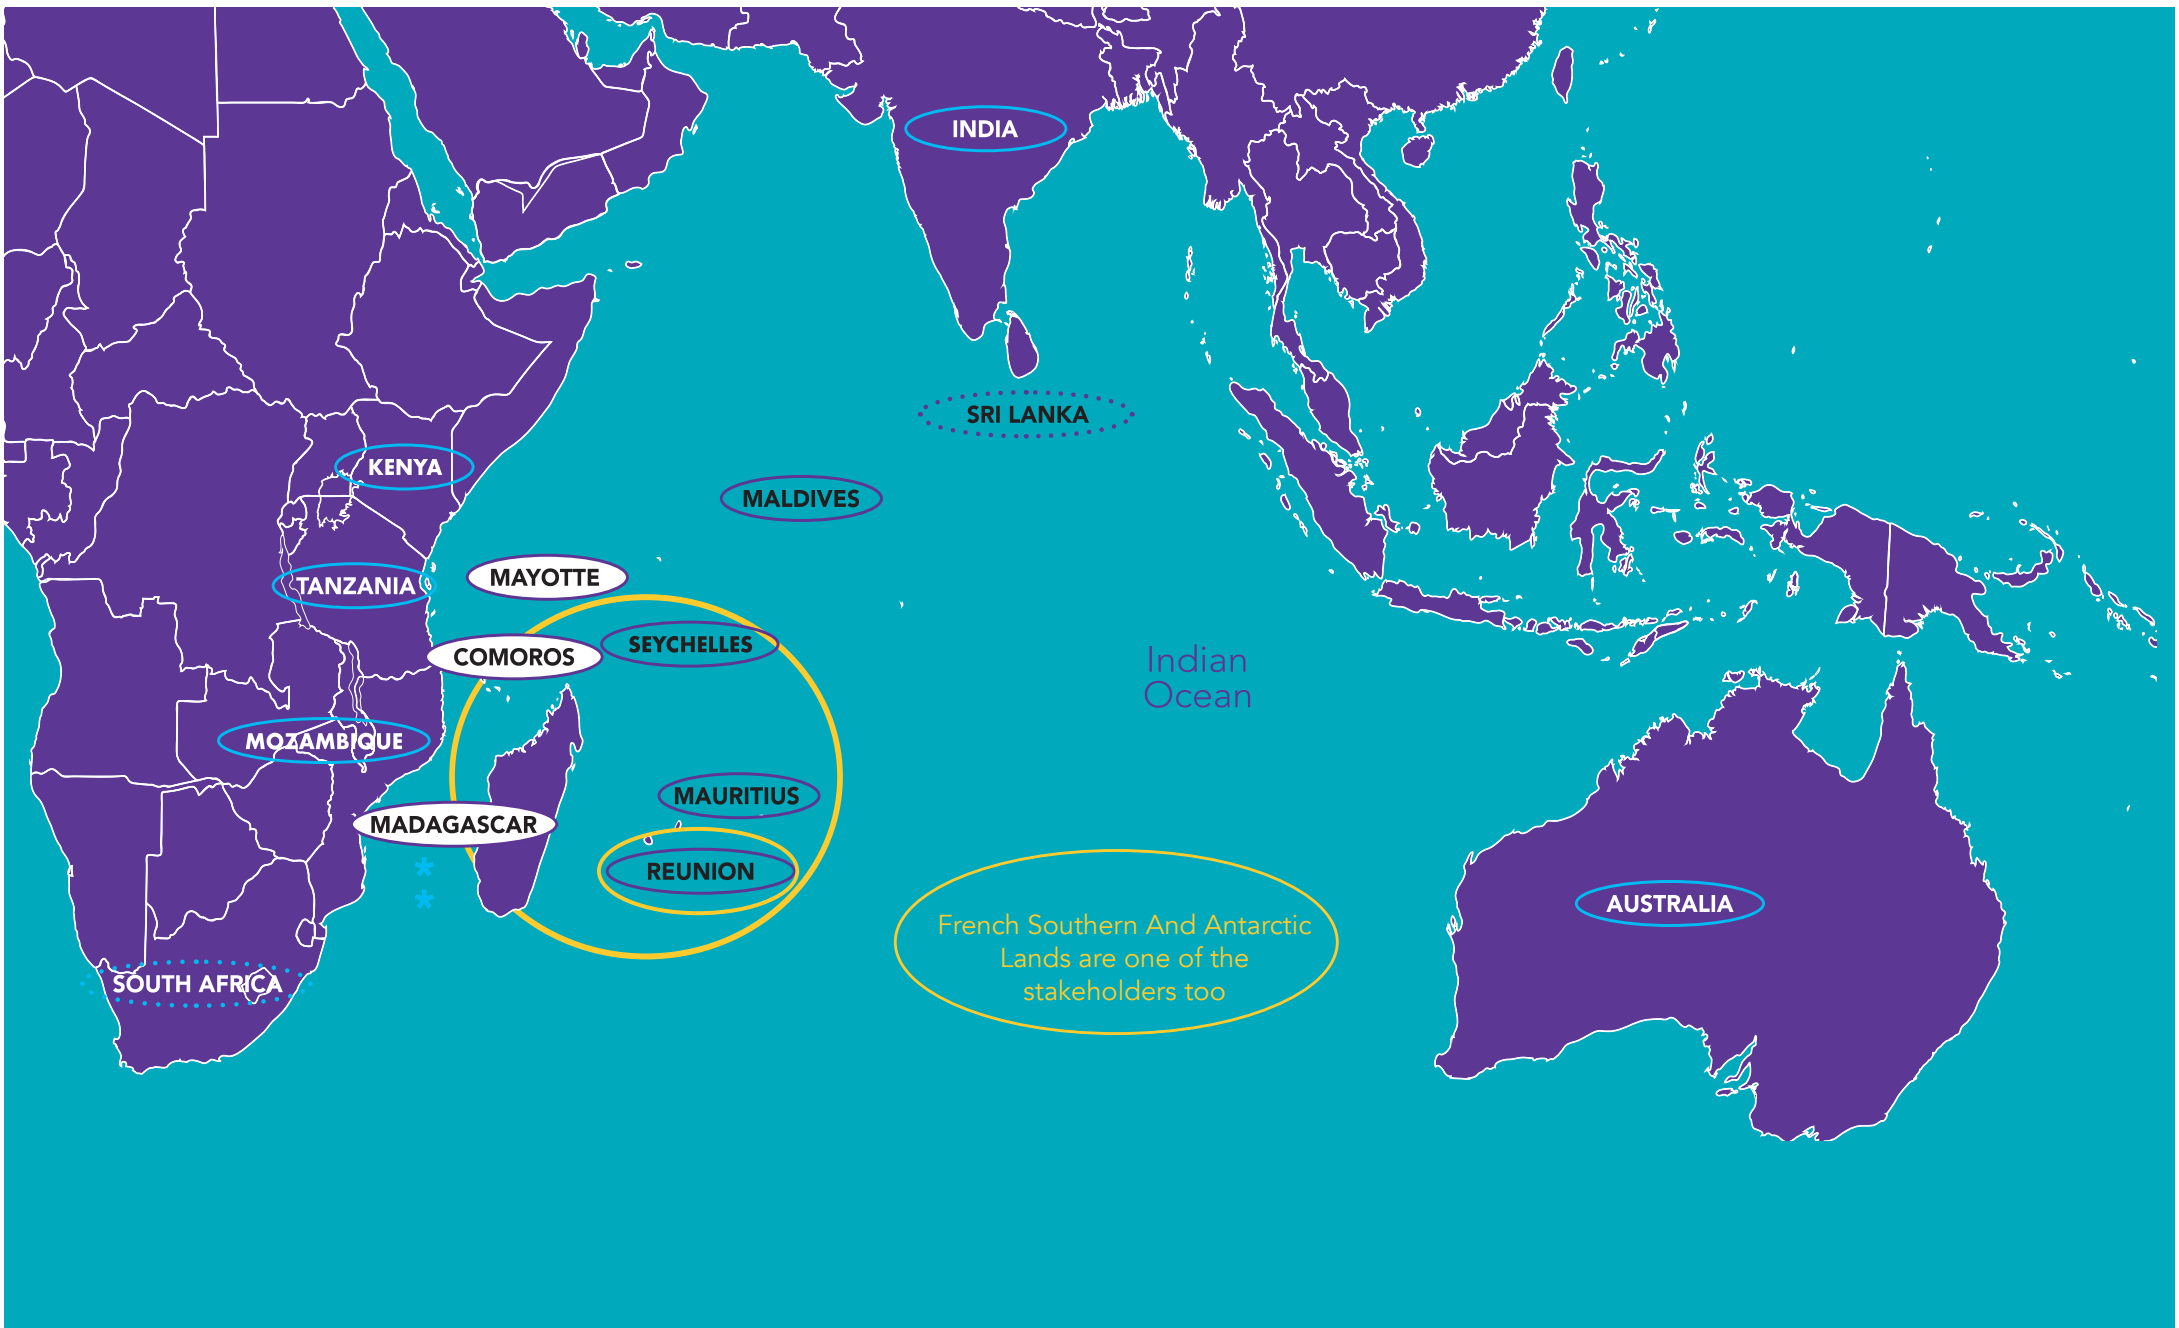 INDIA
SRI LANKA
KENYA
MALDIVES
MAYOTTE
TANZANIA
SEYCHELLES
COMOROS
Indian
Ocean
MOZAMBIQUE
MAURITIUS
MADAGASCAR
*
REUNION
*
AUSTRALIA
French Southern And Antarctic
Lands are one of the
stakeholders too
SOUTH AFRICA